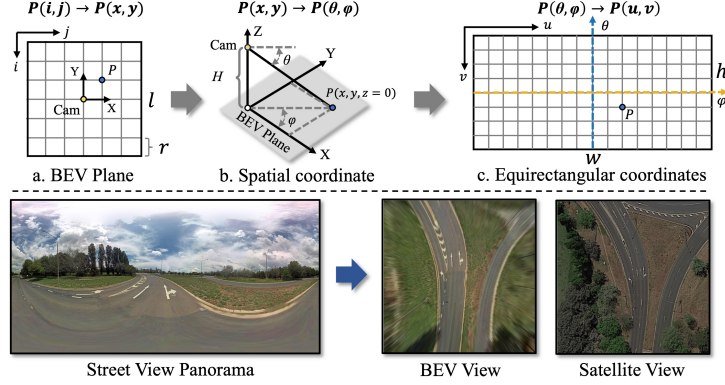 P(i, j) → P(x, y)
P(x, y) → P(θ, φ)
P(θ, φ) → P(u, v)
j
i
Y
P
Cam
X
l
r
Z
Cam
θ
H
Y
P(x, y, z = 0)
φ
BEV Plane
X
u
θ
v
h
φ
P
w
a. BEV Plane
b. Spatial coordinate
c. Equirectangular coordinates
Street View Panorama
BEV View
Satellite View